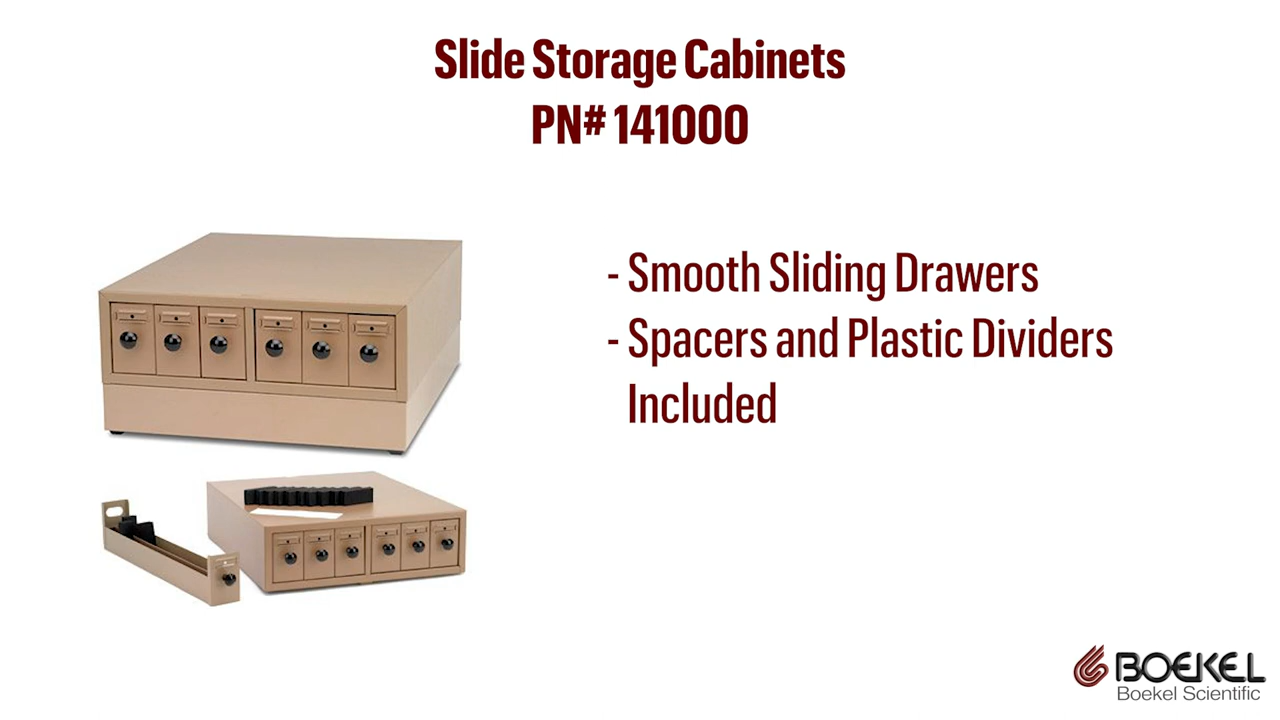 Slide Storage Cabinets
PN# 141000
- Smooth Sliding Drawers
- Spacers and Plastic Dividers
Included
BOEKEL
Boekel Scientific